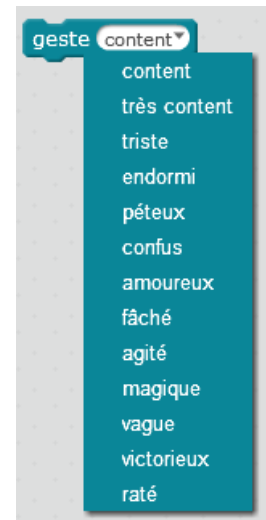 geste content
content
très content
triste
endormi
péteux
confus
amoureux
fâché
agité
magique
vague
victorieux
raté